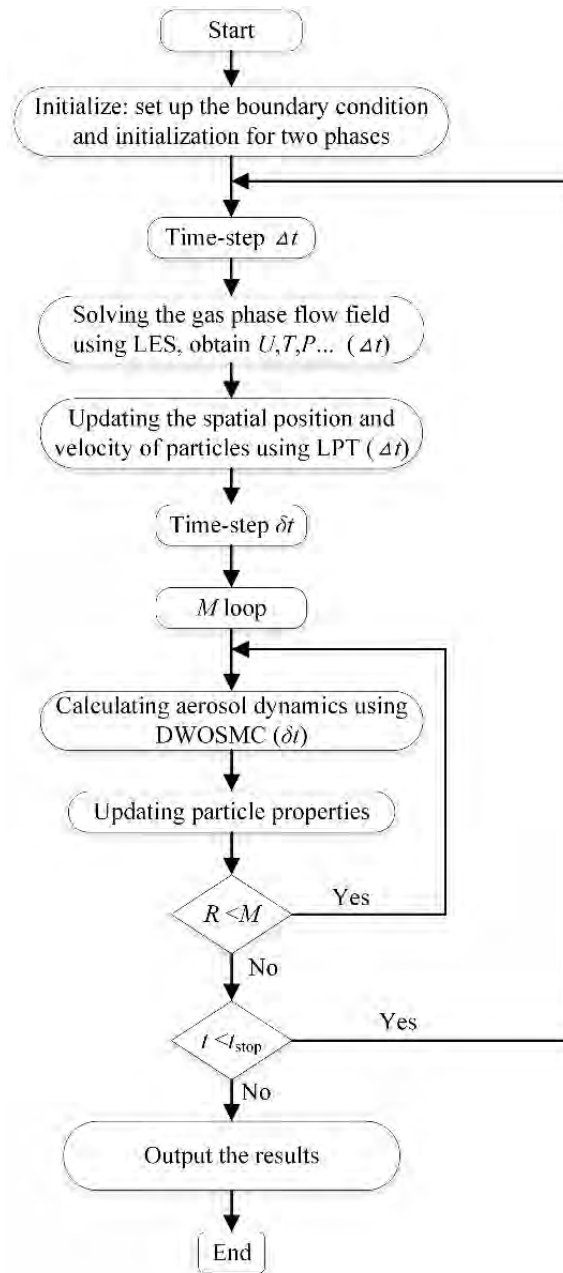 Start
Initialize: set up the boundary condition
and initialization for two phases
Time-step Δt
Solving the gas phase flow field
using LES, obtain U,T,P... (Δt)
Updating the spatial position and
velocity of particles using LPT (Δt)
Time-step δt
M loop
Calculating aerosol dynamics using
DWOSMC (δt)
Updating particle properties
R <M
Yes
No
t <tstop
Yes
No
Output the results
End